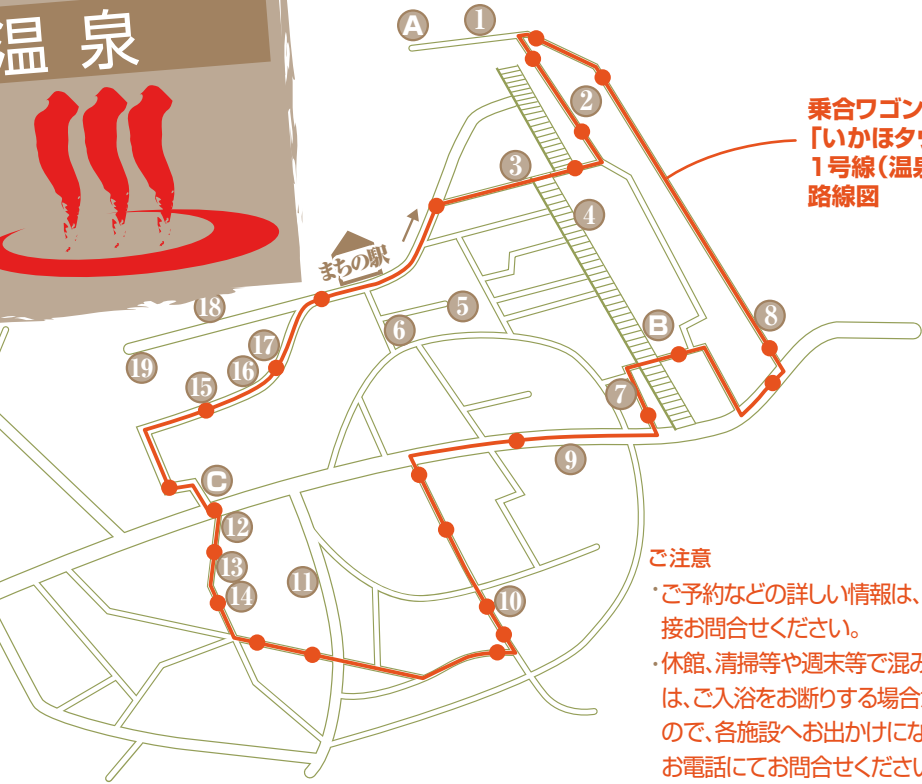 温泉
A
1
2
3
4
まちの駅
5
6
B
8
18
17
16
19
15
7
9
C
12
13
14
11
10
乗合ワゴン
「いかほタウ
1号線(温泉
路線図
ご注意
・ご予約などの詳しい情報は、
接お問合せください。
・休館、清掃等や週末等で混み
は、ご入浴をお断りする場合
ので、各施設へお出かけにな
お電話にてお問合せください